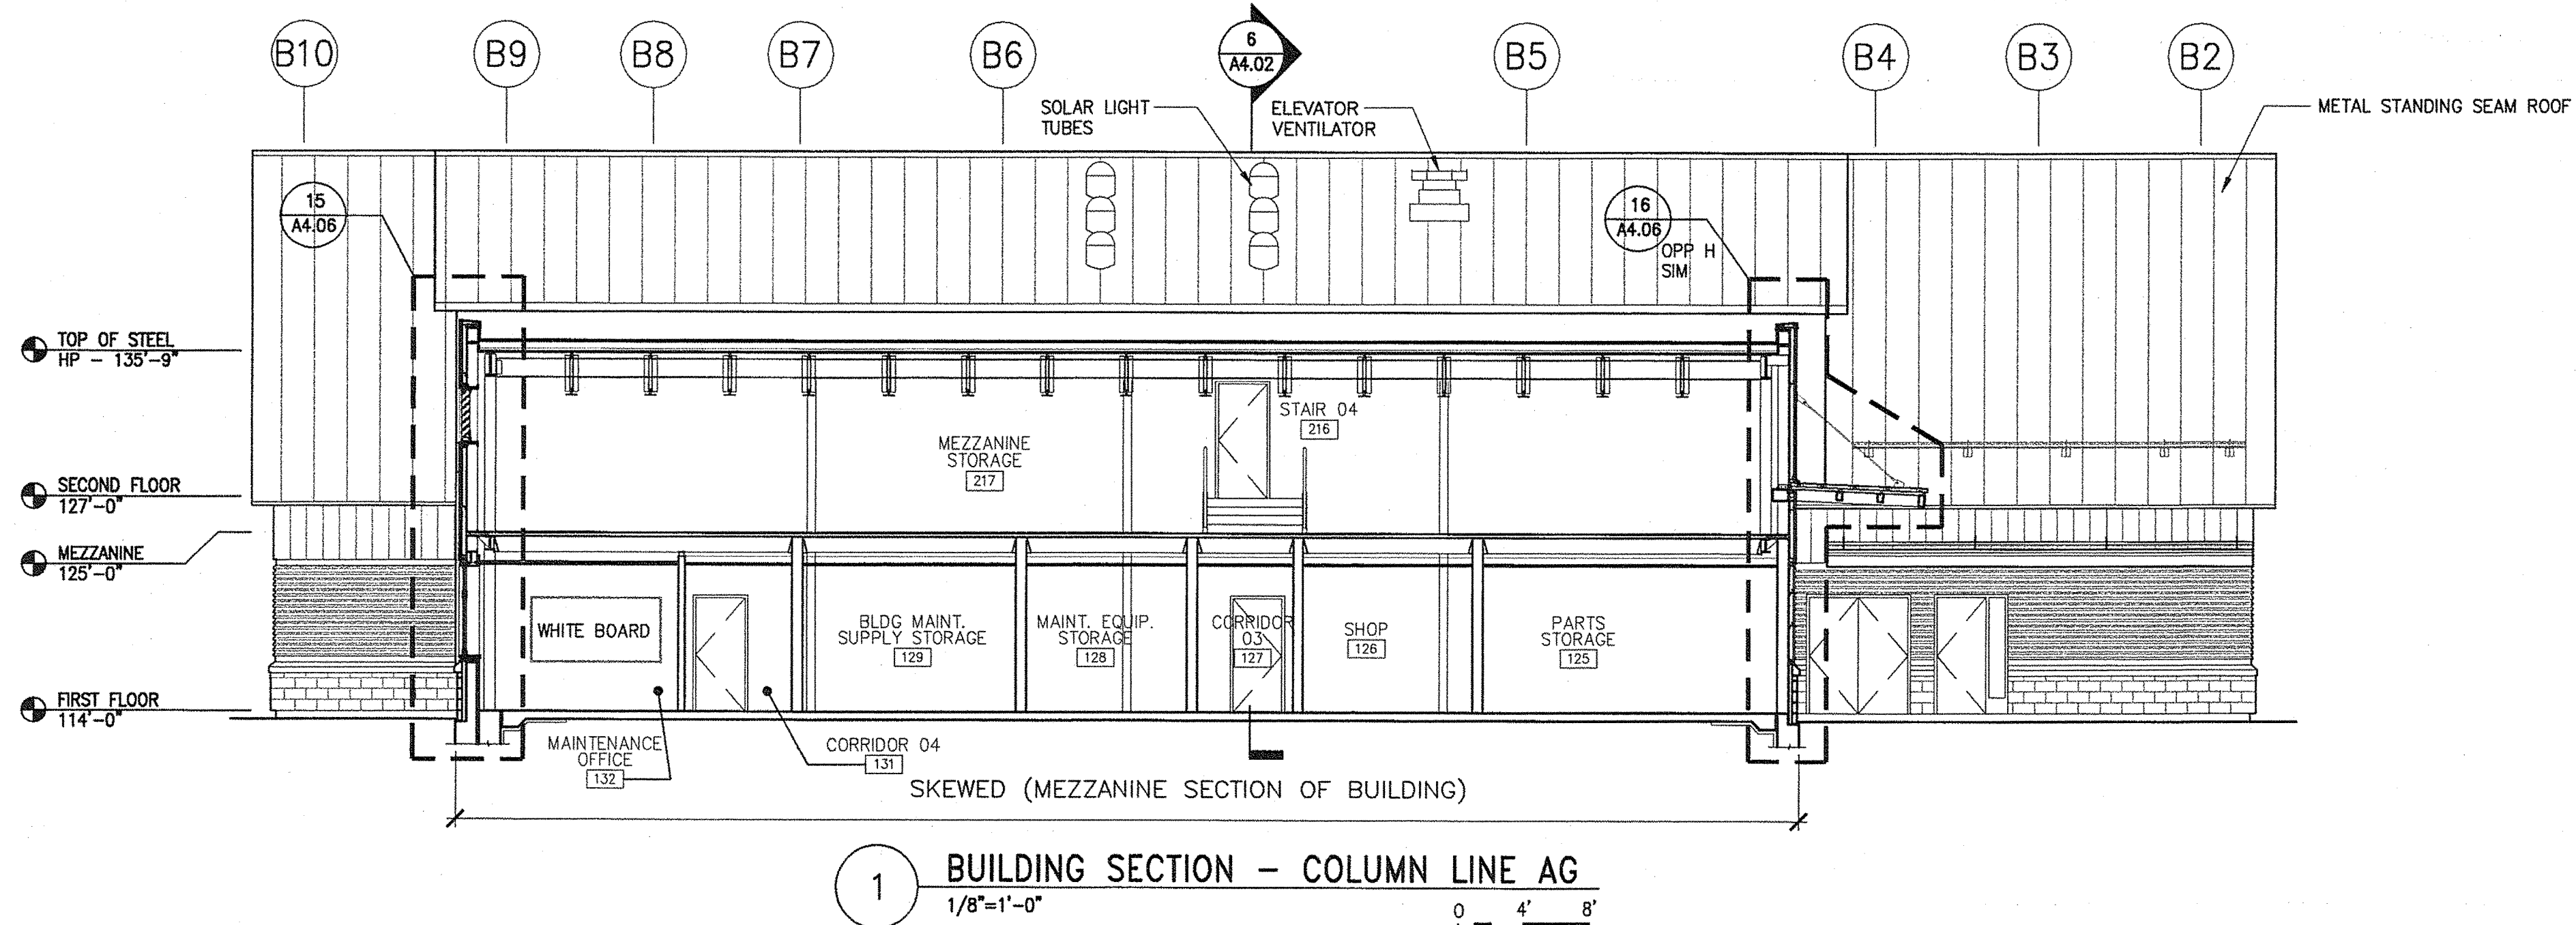 B10
B9
B8
B7
B6
6
A4.02
B5
B4
B3
B2
SOLAR LIGHT
TUBES
ELEVATOR
VENTILATOR
METAL STANDING SEAM ROOF
15
A4.06
16
A4.06
OPP H
SIM
TOP OF STEEL
HP - 135'-9"
STAIR 04
216
MEZZANINE
STORAGE
217
SECOND FLOOR
127'-0"
MEZZANINE
125'-0"
WHITE BOARD
BLDG MAINT.
SUPPLY STORAGE
129
MAINT. EQUIP.
STORAGE
128
CORRIDOR
03
127
SHOP
126
PARTS
STORAGE
125
FIRST FLOOR
114'-0"
MAINTENANCE
OFFICE
132
CORRIDOR 04
131
SKEWED (MEZZANINE SECTION OF BUILDING)
1
BUILDING SECTION - COLUMN LINE AG
1/8"=1'-0"
0 4' 8'